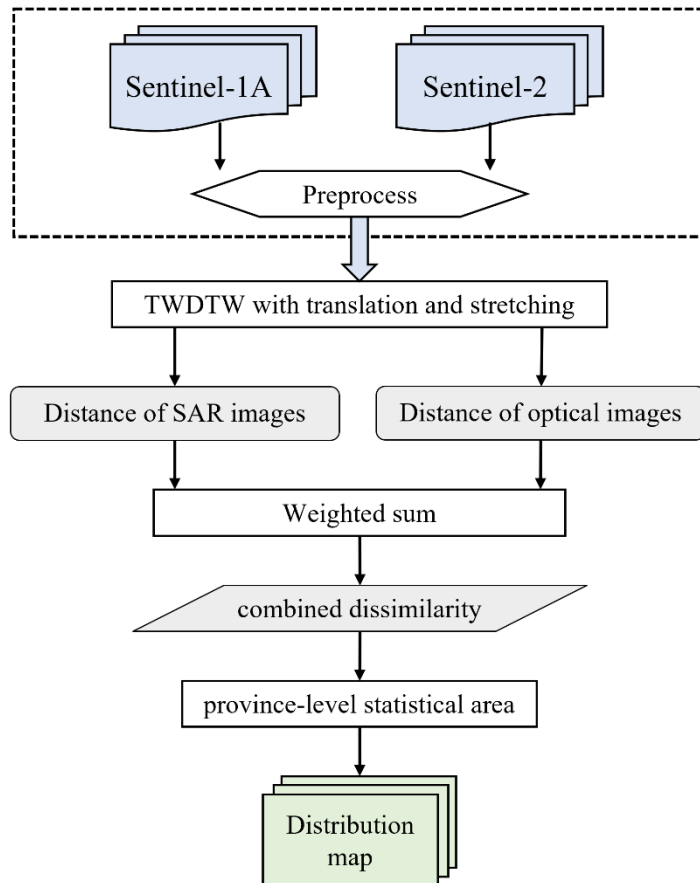 Sentinel-1A
Sentinel-2
Preprocess
TWDTW with translation and stretching
Distance of SAR images
Distance of optical images
Weighted sum
combined dissimilarity
province-level statistical area
Distribution
map